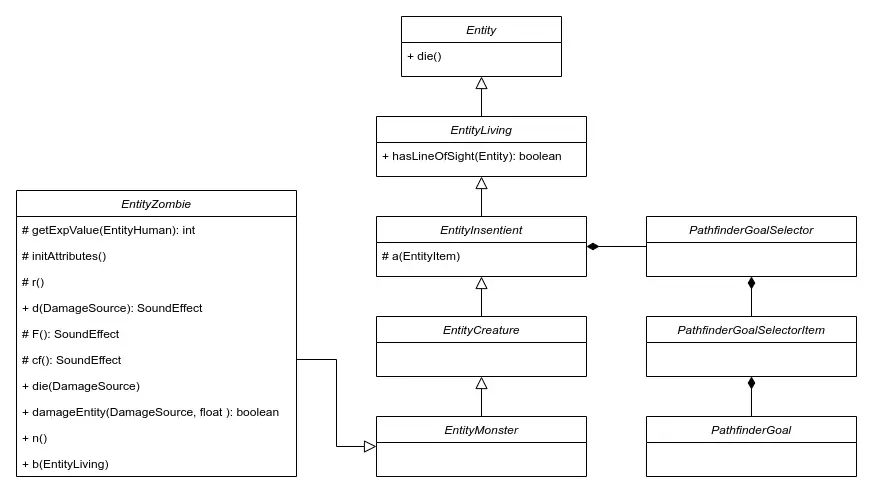 Entity
+ die()
EntityLiving
+ hasLineOfSight(Entity): boolean
EntityZombie
# getExpValue(EntityHuman): int
# initAttributes()
# r()
+ d(DamageSource): SoundEffect
# F(): SoundEffect
# cf(): SoundEffect
+ die(DamageSource)
+ damageEntity(DamageSource, float ): boolean
+ n()
+ b(EntityLiving)
EntityInsentient
# a(EntityItem)
PathfinderGoalSelector
EntityCreature
PathfinderGoalSelectorItem
EntityMonster
PathfinderGoal